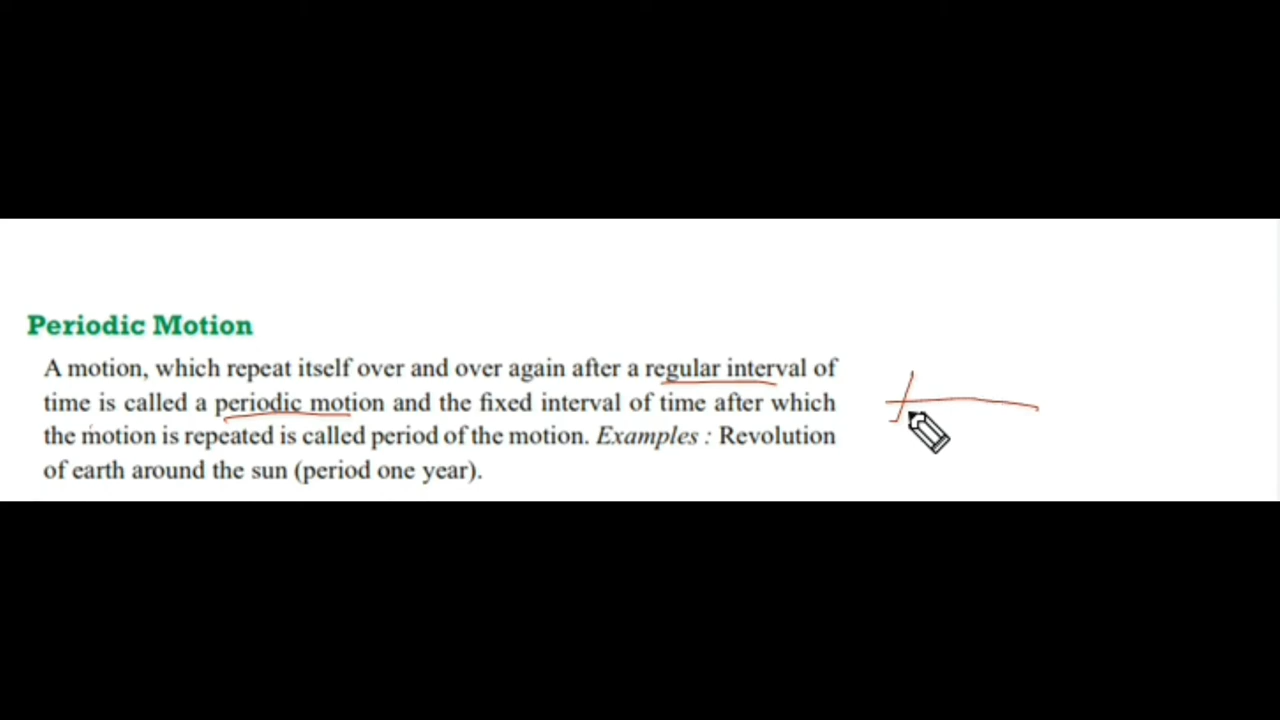 Periodic Motion
A motion, which repeat itself over and over again after a regular interval of
time is called a periodic motion and the fixed interval of time after which
the motion is repeated is called period of the motion. Examples : Revolution
of earth around the sun (period one year).